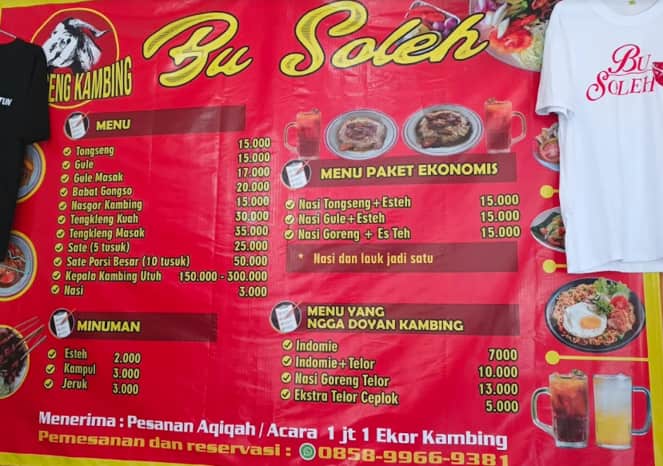 Bu Soleh
ENG KAMBING
BU
SOLEH
MENU
Tongseng 15.000
Gule 15.000
Gule Masak 17.000
Babat Gongso 20.000
Nasgor Kambing 15.000
Tengkleng Kuah 30.000
Tengkleng Masak 35.000
Sate (5 tusuk) 25.000
Sate Porsi Besar (10 tusuk) 50.000
Kepala Kambing Utuh 150.000 - 300.000
Nasi 3.000
MENU PAKET EKONOMIS
Nasi Tongseng + Esteh 15.000
Nasi Gule + Esteh 15.000
Nasi Goreng + Es Teh 15.000
* Nasi dan lauk jadi satu
MINUMAN
Esteh 2.000
Kampul 3.000
Jeruk 3.000
MENU YANG
NGGA DOYAN KAMBING
Indomie 7000
Indomie+Telor 10.000
Nasi Goreng Telor 13.000
Ekstra Telor Ceplok 5.000
Menerima : Pesanan Aqiqah / Acara 1 jt 1 Ekor Kambing
Pemesanan dan reservasi : 0858-9966-9381